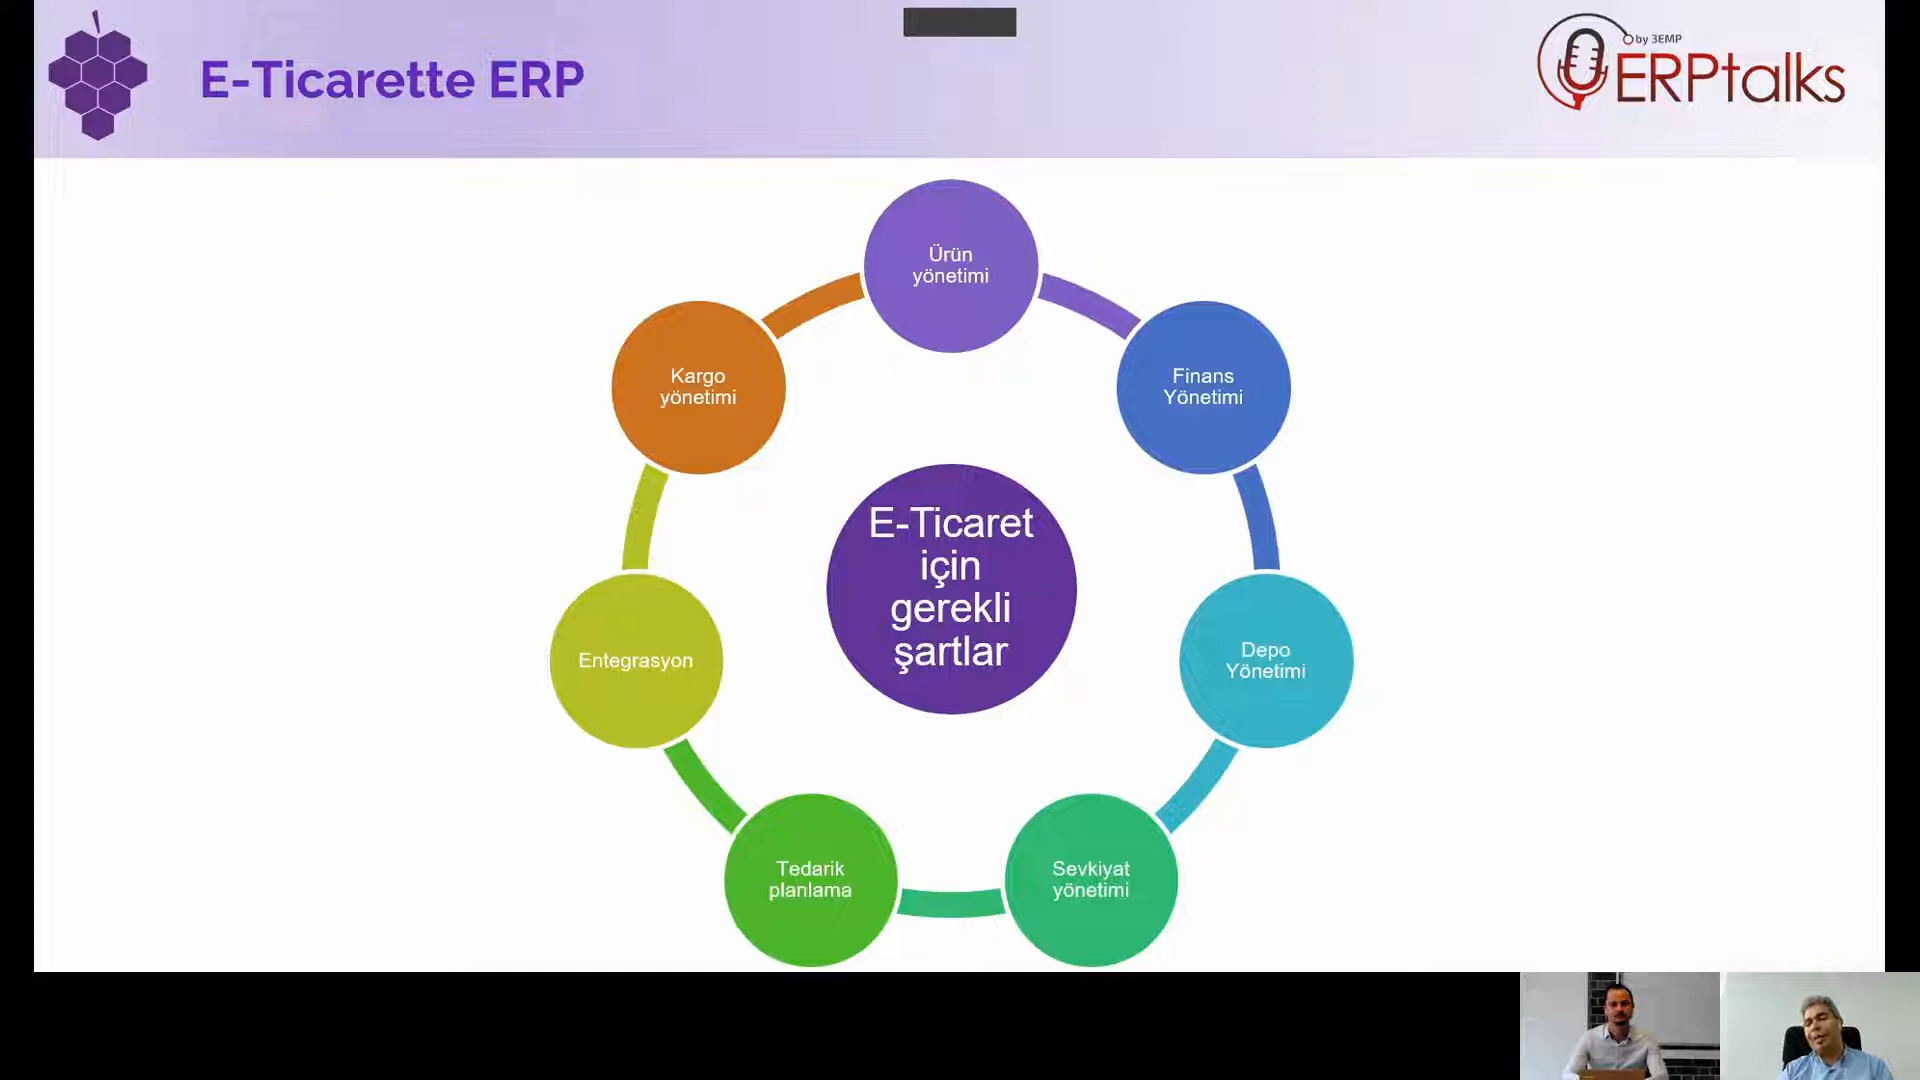 E-Ticarette ERP
by 3EMP
ERPtalks
Ürün
yönetimi
Finans
Yönetimi
Depo
Yönetimi
Sevkiyat
yönetimi
Tedarik
planlama
Entegrasyon
Kargo
yönetimi
E-Ticaret
için
gerekli
şartlar